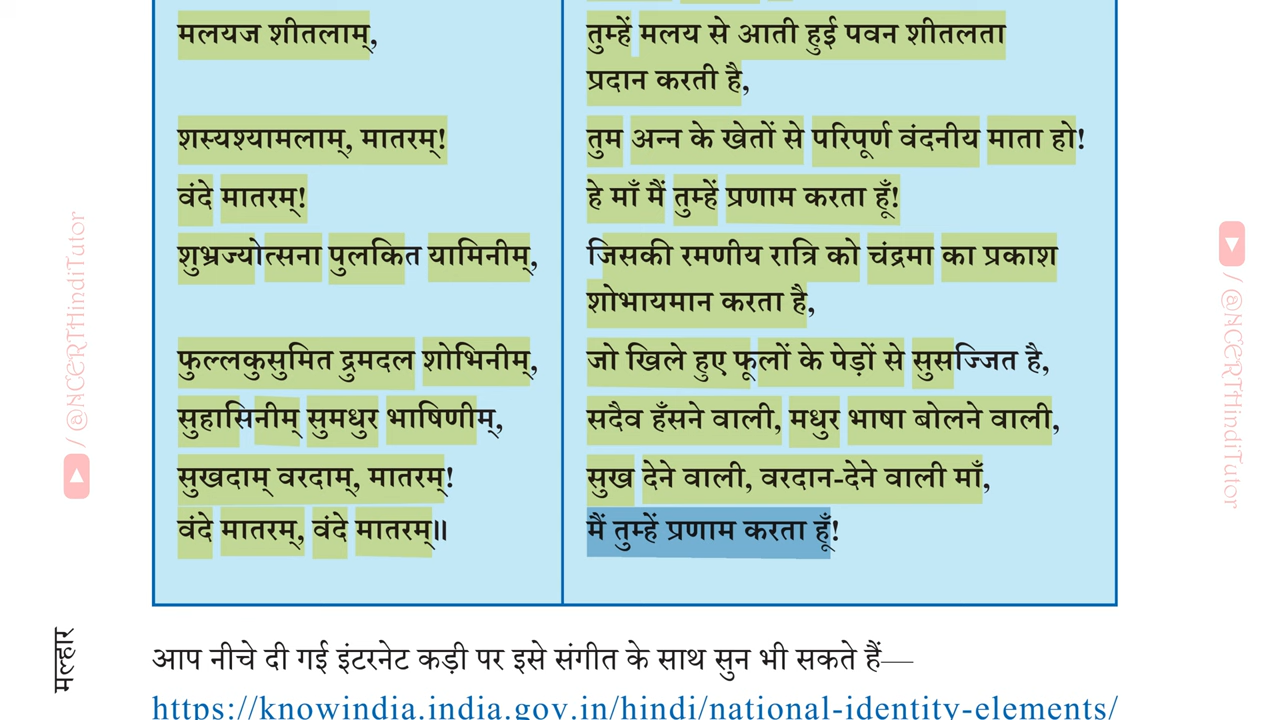 मलयज शीतलाम्,
तुम्हें मलय से आती हुई पवन शीतलता
प्रदान करती है,
शस्यश्यामलाम्, मातरम्!
तुम अन्न के खेतों से परिपूर्ण वंदनीय माता हो!
वंदे मातरम्!
हे माँ मैं तुम्हें प्रणाम करता हूँ!
शुभ्रज्योत्सना पुलकित यामिनीम्,
जिसकी रमणीय रात्रि को चंद्रमा का प्रकाश
शोभायमान करता है,
फुल्लकुसुमित द्रुमदल शोभिनीम्,
जो खिले हुए फूलों के पेड़ों से सुसज्जित है,
सुहासिनीम् सुमधुर भाषिणीम्,
सदैव हँसने वाली, मधुर भाषा बोलने वाली,
सुखदाम् वरदाम्, मातरम्!
सुख देने वाली, वरदान-देने वाली माँ,
वंदे मातरम्, वंदे मातरम्॥
मैं तुम्हें प्रणाम करता हूँ!
आप नीचे दी गई इंटरनेट कड़ी पर इसे संगीत के साथ सुन भी सकते हैं—
https://knowindia.india.gov.in/hindi/national-identity-elements/
मल्हार
/ @NCERTHindiTutor
/ @NCERTHindiTutor